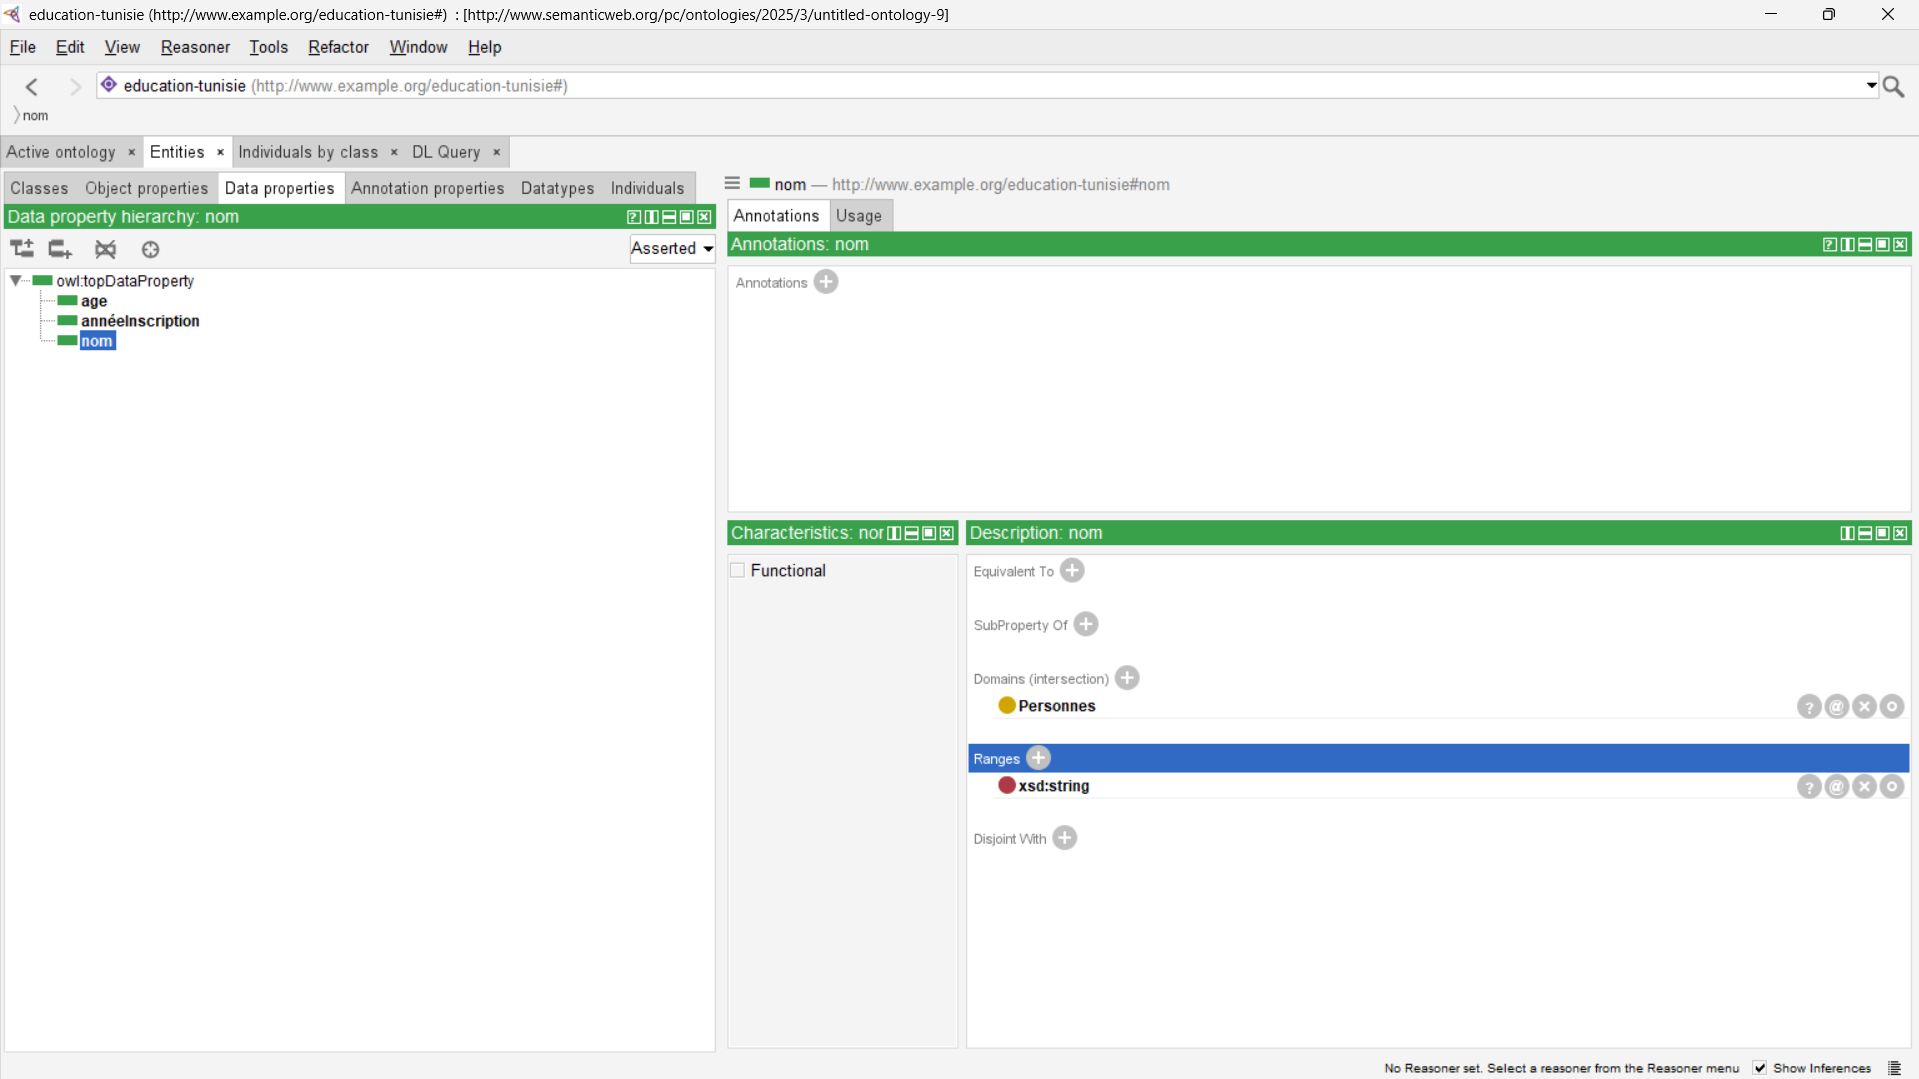 education-tunisie (http://www.example.org/education-tunisie#)  : [http://www.semanticweb.org/pc/ontologies/2025/3/untitled-ontology-9]
File Edit View Reasoner Tools Refactor Window Help
education-tunisie (http://www.example.org/education-tunisie#)
nom
Active ontology × Entities × Individuals by class × DL Query ×
Classes Object properties Data properties Annotation properties Datatypes Individuals
Data property hierarchy: nom
Asserted
owl:topDataProperty
age
annéeInscription
nom
nom — http://www.example.org/education-tunisie#nom
Annotations Usage
Annotations: nom
Annotations
Characteristics: nor
Functional
Description: nom
Equivalent To
SubProperty Of
Domains (intersection)
Personnes
Ranges
xsd:string
Disjoint With
No Reasoner set. Select a reasoner from the Reasoner menu Show Inferences